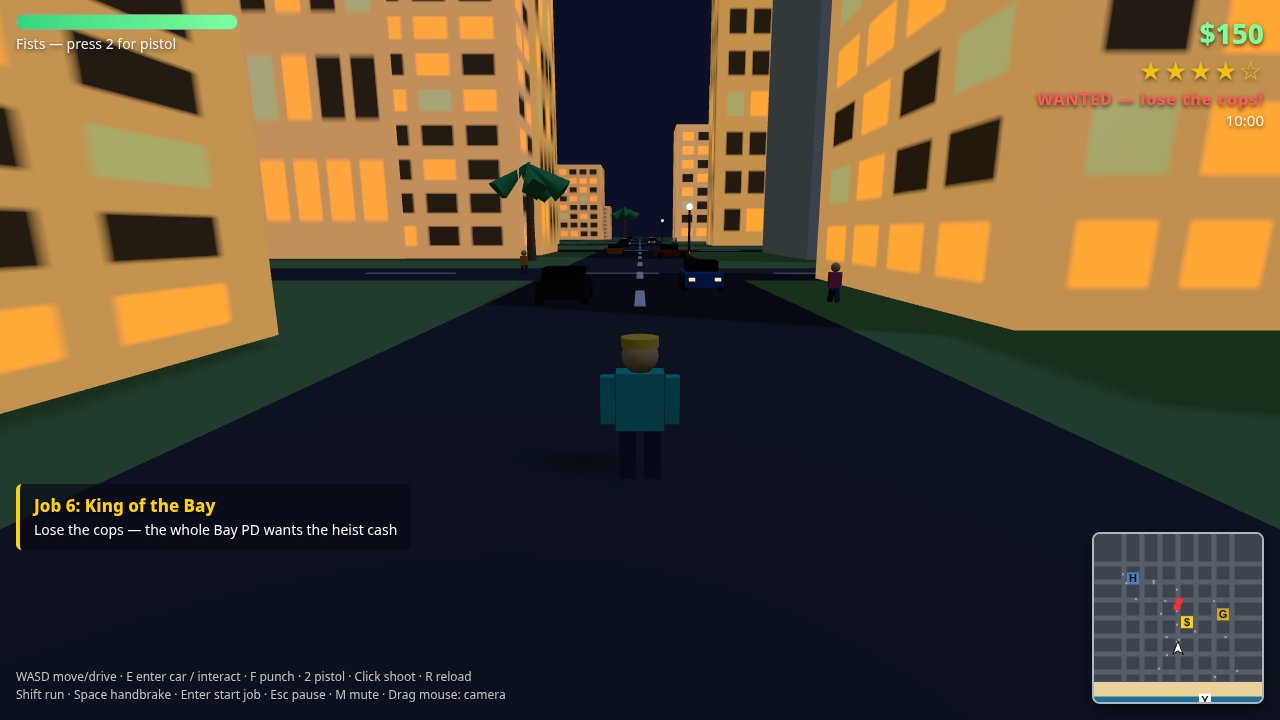 Fists — press 2 for pistol
$150
★★★★☆
WANTED — lose the cops!
10:00
Job 6: King of the Bay
Lose the cops — the whole Bay PD wants the heist cash
H
G
$
Y
WASD move/drive · E enter car / interact · F punch · 2 pistol · Click shoot · R reload
Shift run · Space handbrake · Enter start job · Esc pause · M mute · Drag mouse: camera